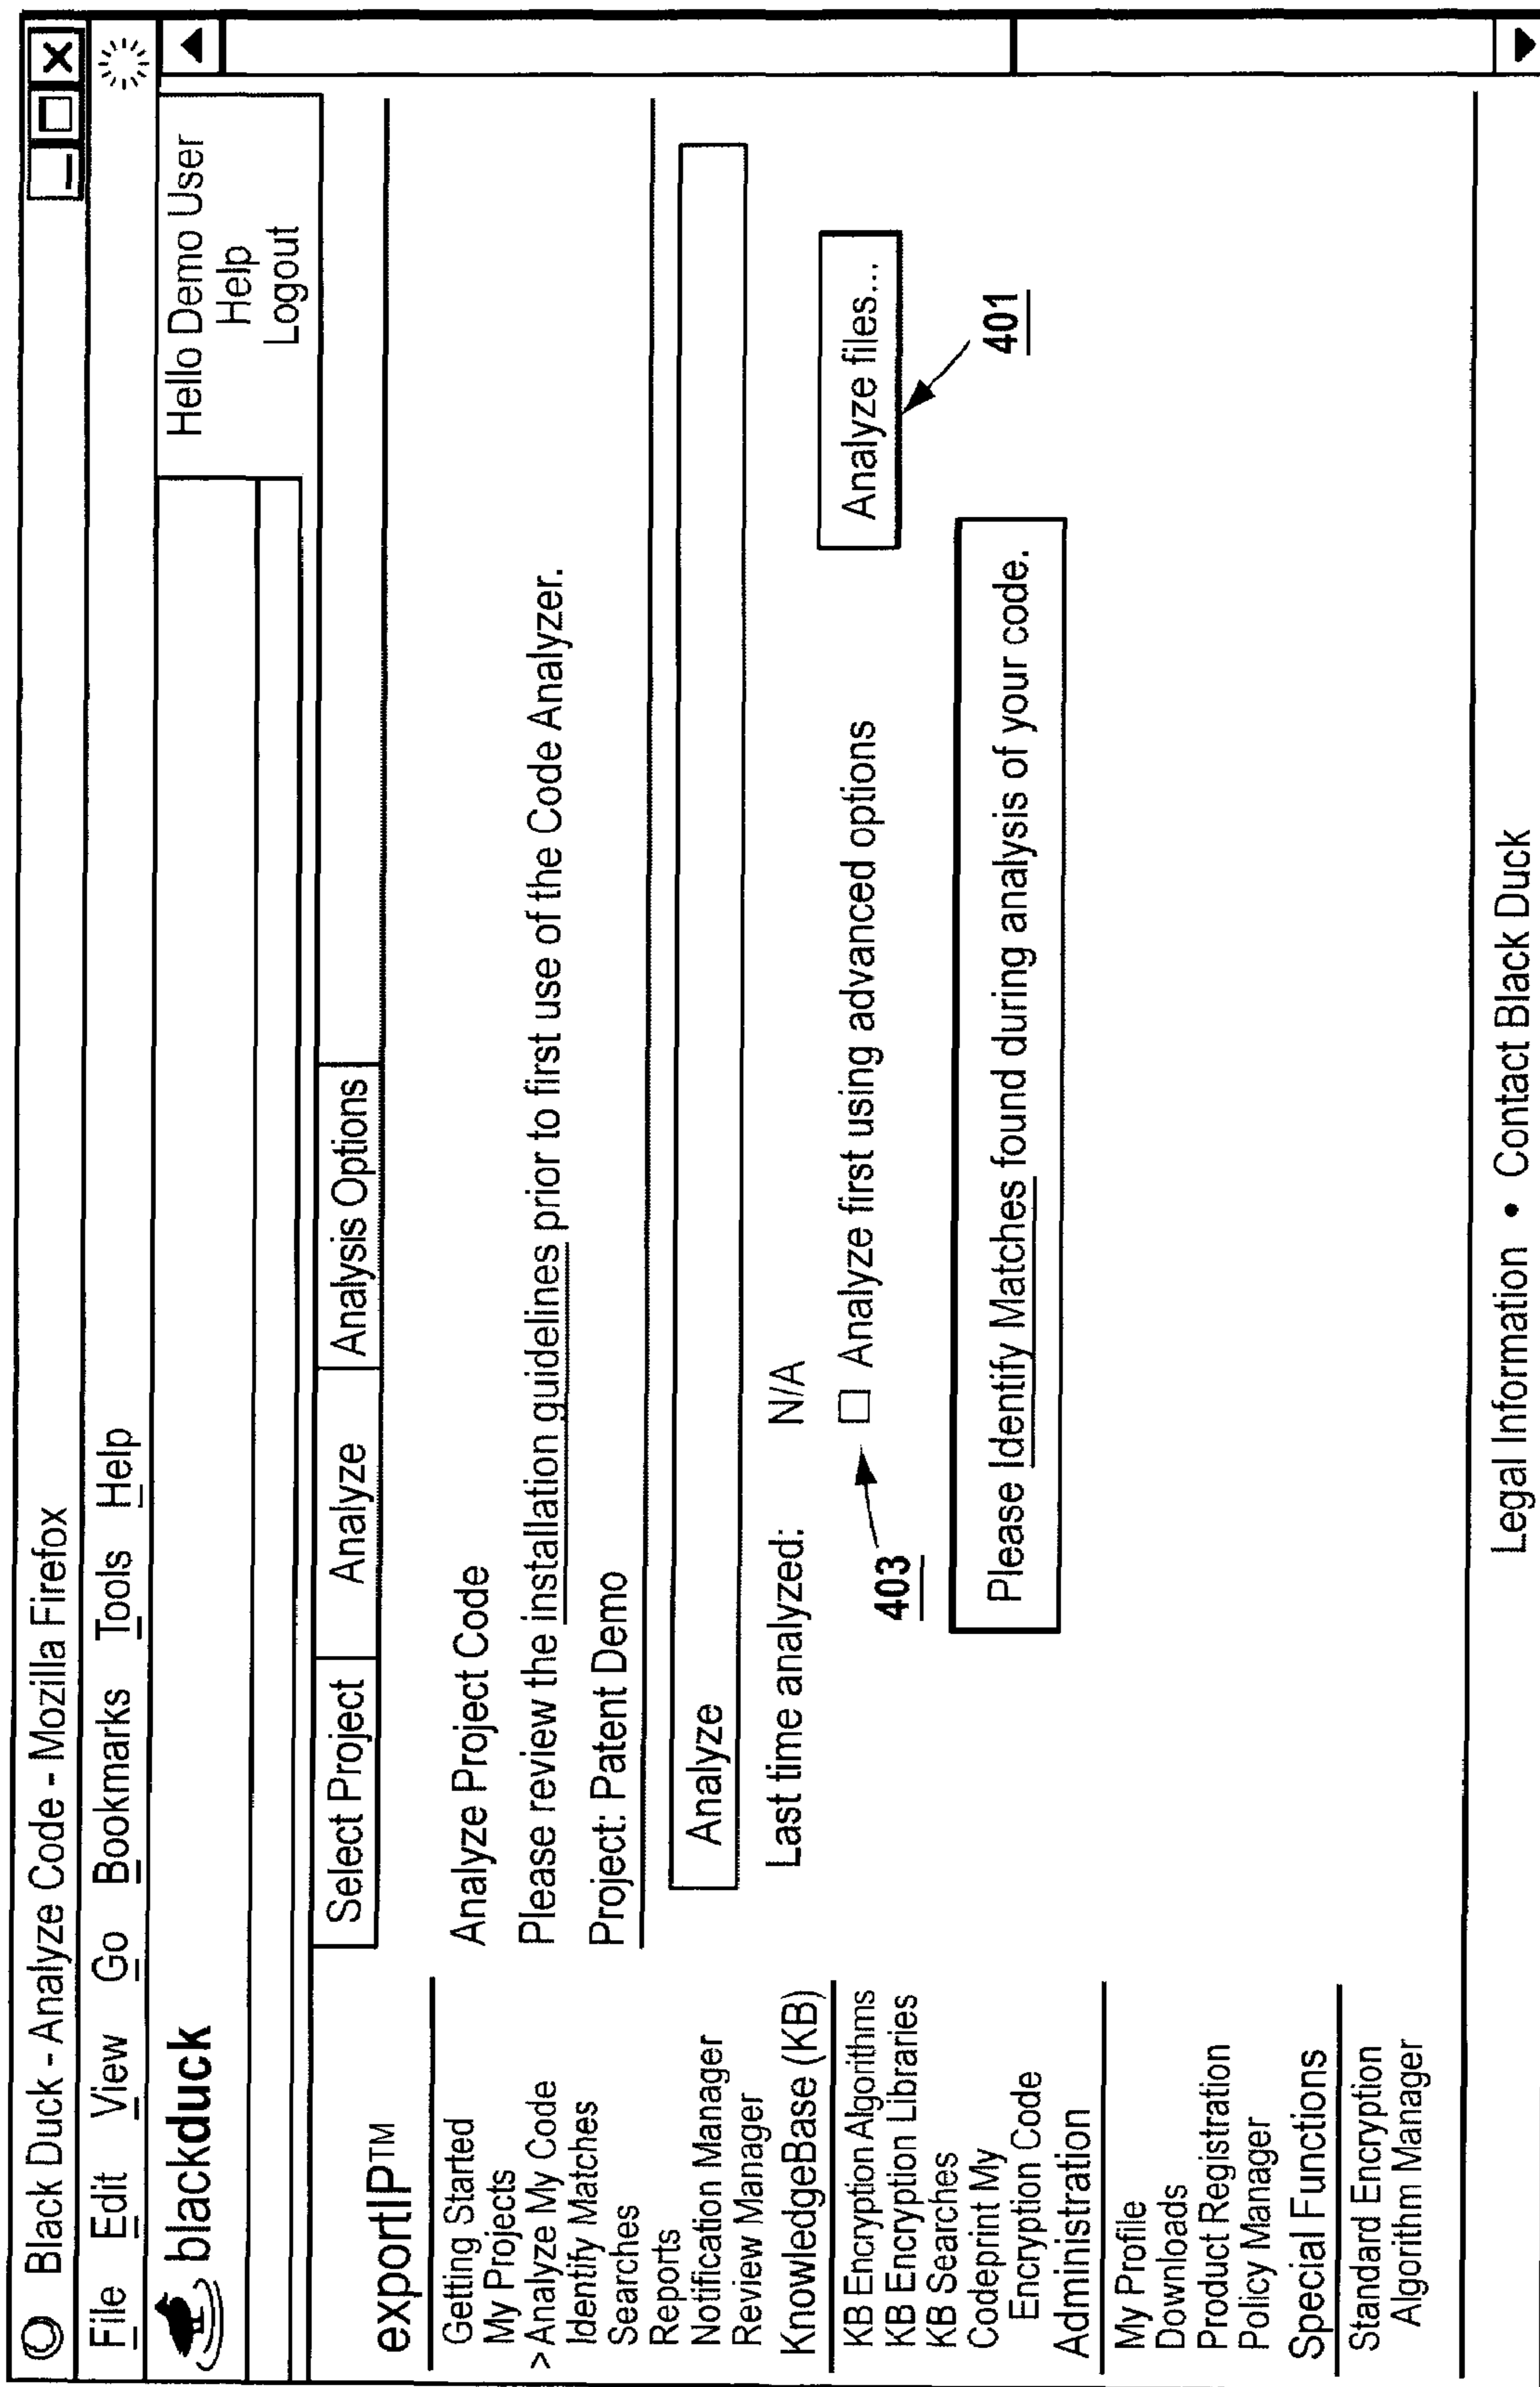 Black Duck - Analyze Code - Mozilla Firefox
File Edit View Go Bookmarks Tools Help
blackduck
Hello Demo User
Help
Logout
Select Project Analyze Analysis Options
exportIP™
Getting Started
My Projects
>Analyze My Code
Identify Matches
Searches
Reports
Notification Manager
Review Manager
KnowledgeBase (KB)
KB Encryption Algorithms
KB Encryption Libraries
KB Searches
Codeprint My
Encryption Code
Administration
My Profile
Downloads
Product Registration
Policy Manager
Special Functions
Standard Encryption
Algorithm Manager
Analyze Project Code
Please review the installation guidelines prior to first use of the Code Analyzer.
Project: Patent Demo
Analyze
Last time analyzed: N/A
403
Analyze first using advanced options
Analyze files...
401
Please Identify Matches found during analysis of your code.
Legal Information • Contact Black Duck